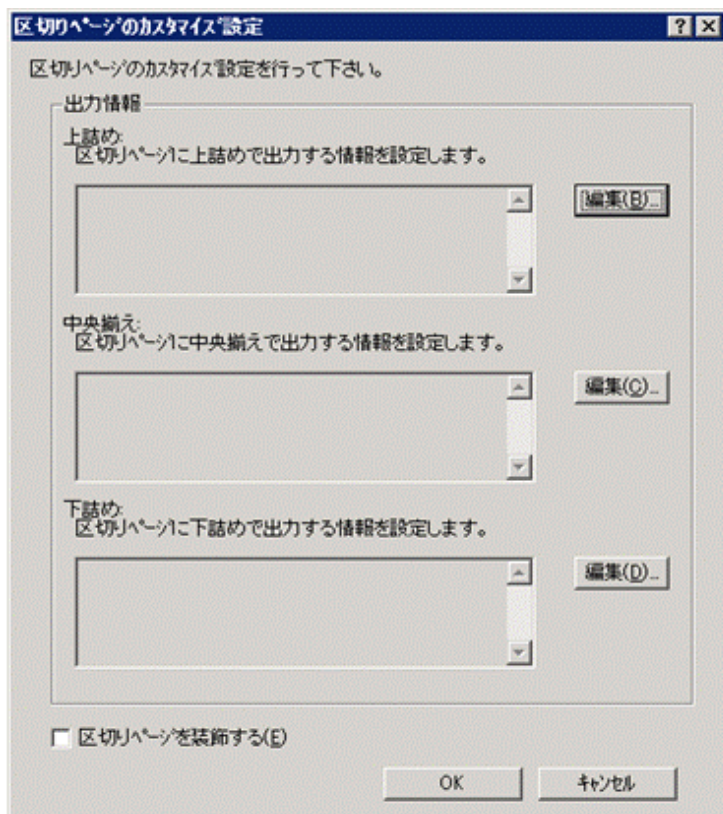 区切りﾍﾟｰｼﾞのｶｽﾀﾏｲｽﾞ設定
区切りﾍﾟｰｼﾞのｶｽﾀﾏｲｽﾞ設定を行って下さい。
出力情報
上詰め:
区切りﾍﾟｰｼﾞに上詰めで出力する情報を設定します。
編集(B)...
中央揃え:
区切りﾍﾟｰｼﾞに中央揃えで出力する情報を設定します。
編集(C)...
下詰め:
区切りﾍﾟｰｼﾞに下詰めで出力する情報を設定します。
編集(D)...
区切りﾍﾟｰｼﾞを装飾する(E)
OK ｷｬﾝｾﾙ